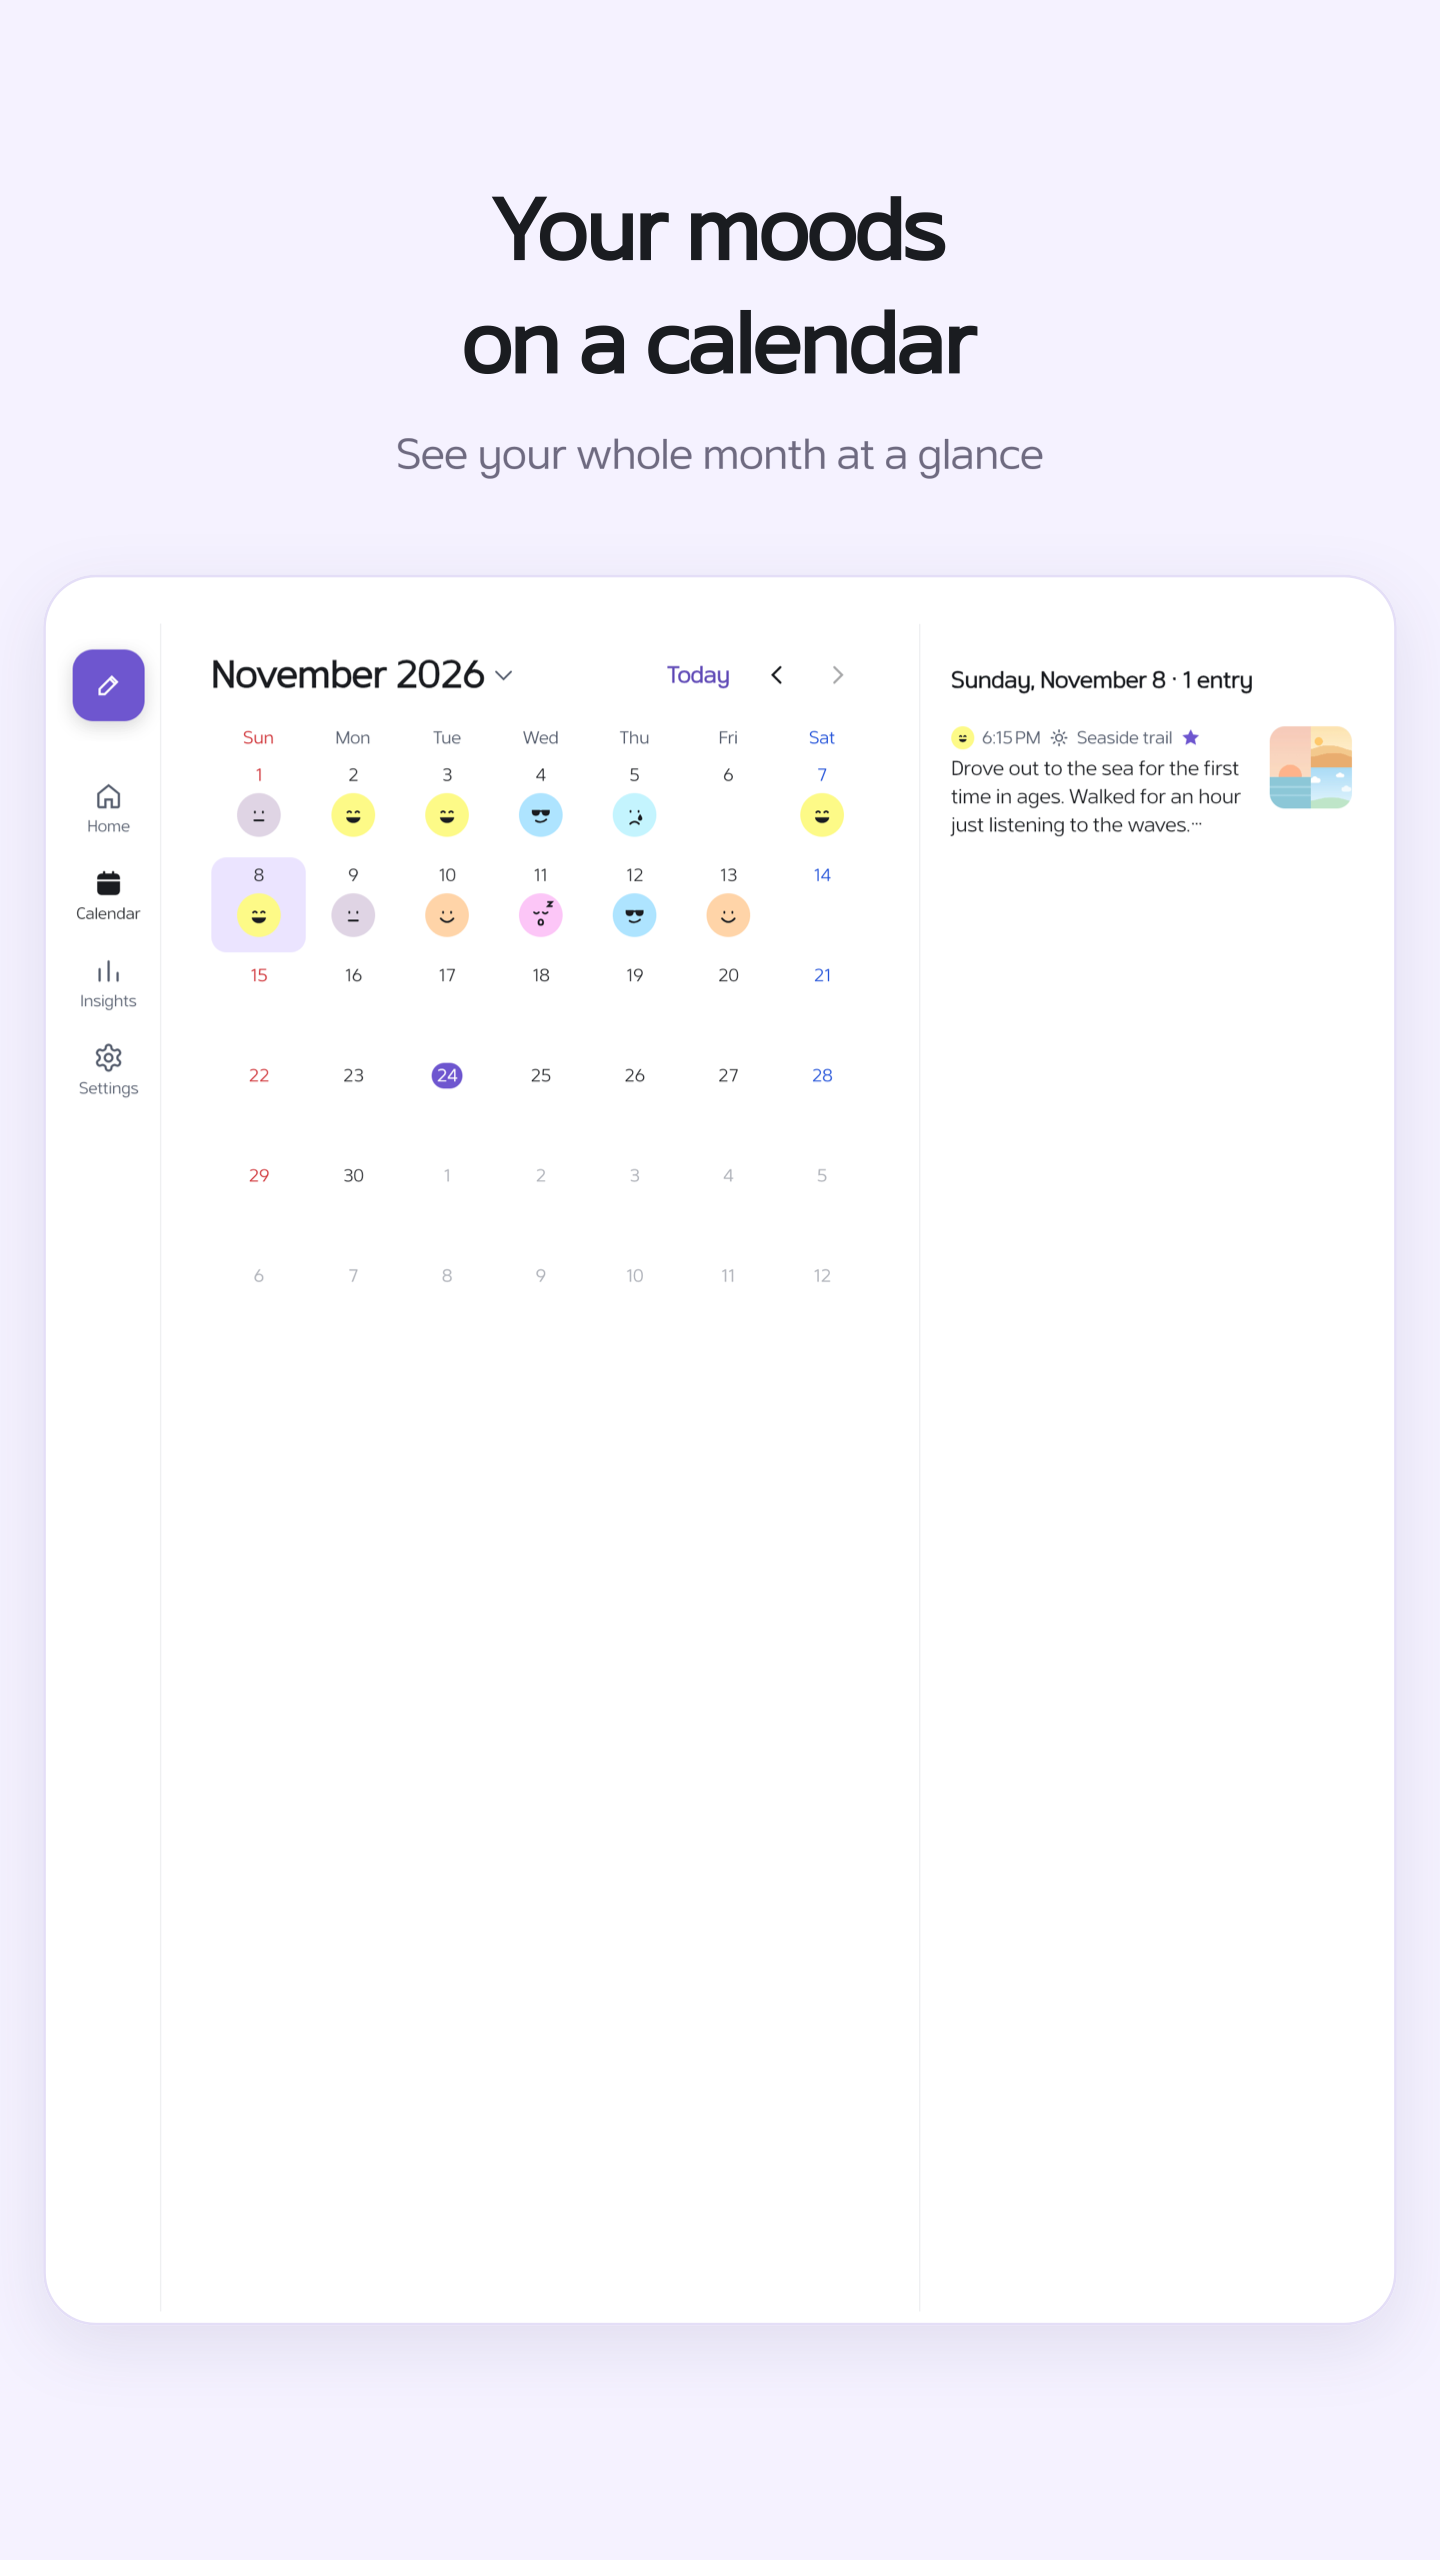 Your moods
on a calendar
See your whole month at a glance
Home
Calendar
Insights
Settings
November 2026
Today
Sun Mon Tue Wed Thu Fri Sat
1 2 3 4 5 6 7
8 9 10 11 12 13 14
15 16 17 18 19 20 21
22 23 24 25 26 27 28
29 30 1 2 3 4 5
6 7 8 9 10 11 12
Sunday, November 8 · 1 entry
6:15 PM Seaside trail
Drove out to the sea for the first
time in ages. Walked for an hour
just listening to the waves.…